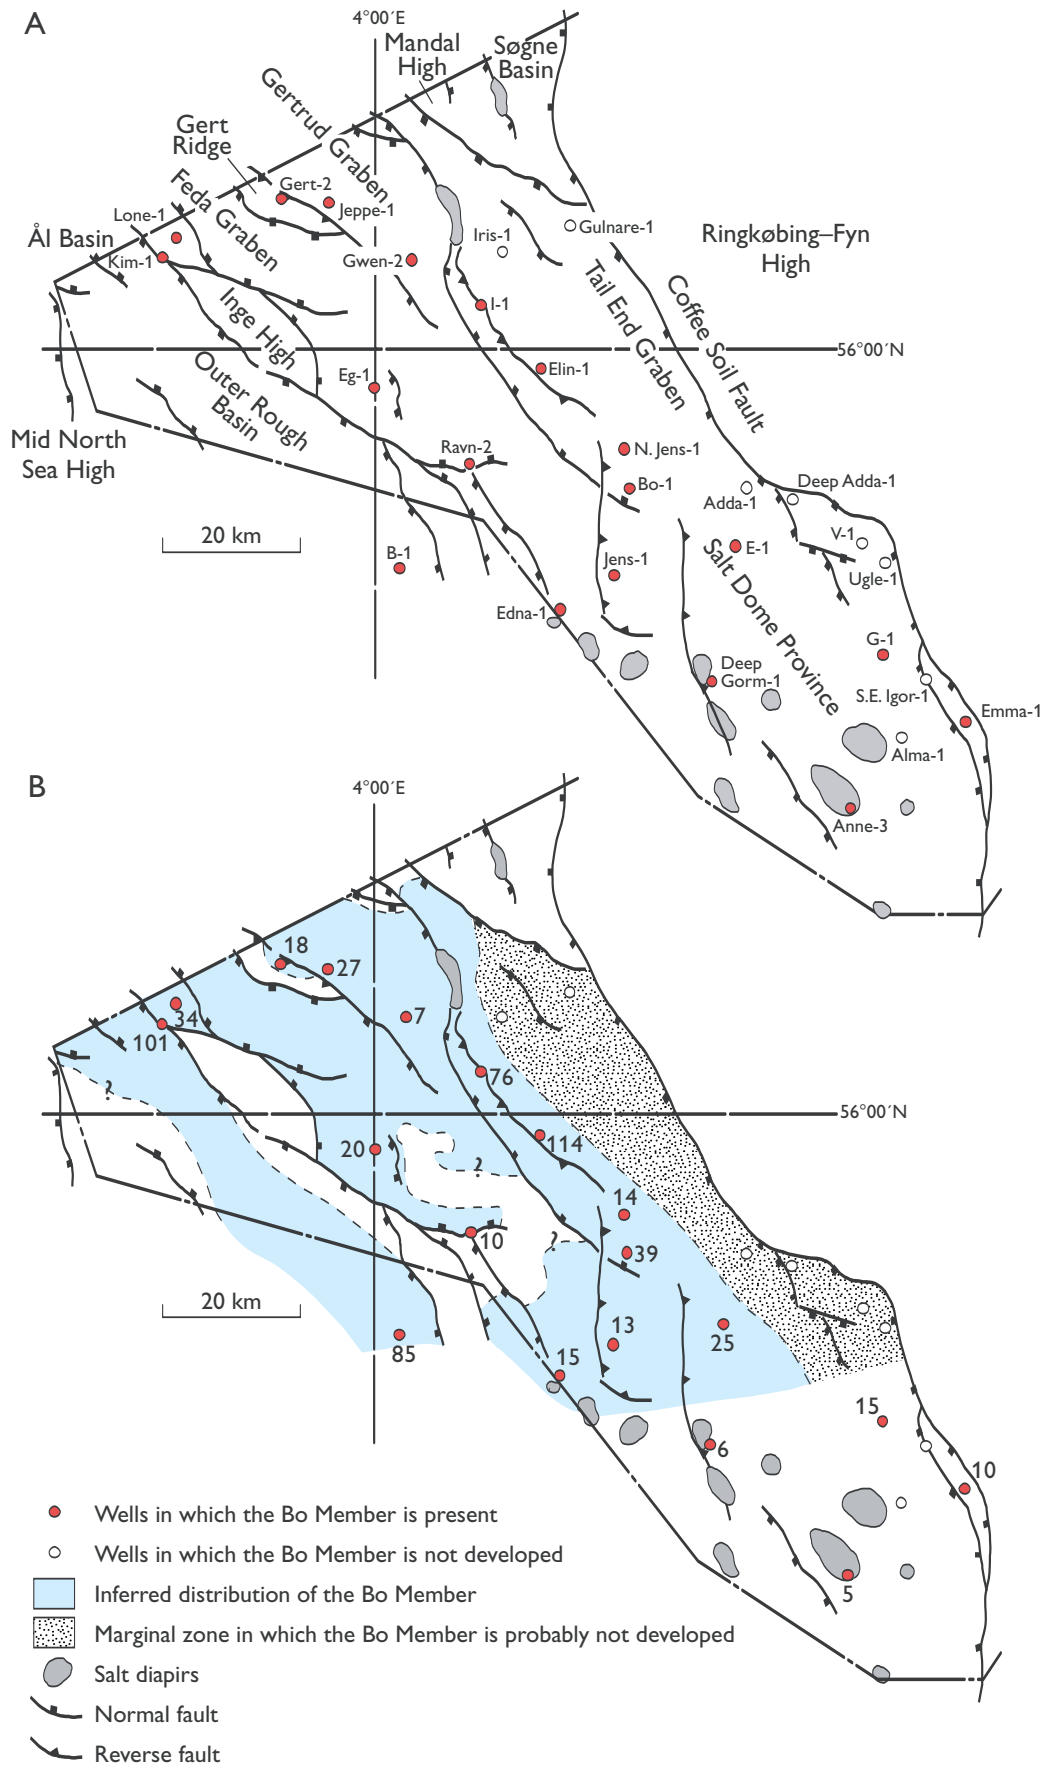 A
4°00´E
Mandal
High
Søgne
Basin
Gertrud Graben
Gert
Ridge
Feda Graben
Gert-2
Jeppe-1
Lone-1
Ål Basin
Kim-1
Gwen-2
Iris-1
Gulnare-1
Ringkøbing–Fyn
High
I-1
Tail End Graben
Coffee Soil Fault
Inge High
56°00´N
Outer Rough
Basin
Eg-1
Elin-1
Mid North
Sea High
Ravn-2
N. Jens-1
Bo-1
Adda-1
Deep Adda-1
20 km
V-1
E-1
Ugle-1
B-1
Jens-1
Salt Dome Province
Edna-1
G-1
Deep
Gorm-1
S.E. Igor-1
Emma-1
Alma-1
Anne-3
B
4°00´E
18
27
34
101
7
76
?
56°00´N
114
20
?
14
10
?
39
20 km
13
25
85
15
15
6
10
5
Wells in which the Bo Member is present
Wells in which the Bo Member is not developed
Inferred distribution of the Bo Member
Marginal zone in which the Bo Member is probably not developed
Salt diapirs
Normal fault
Reverse fault